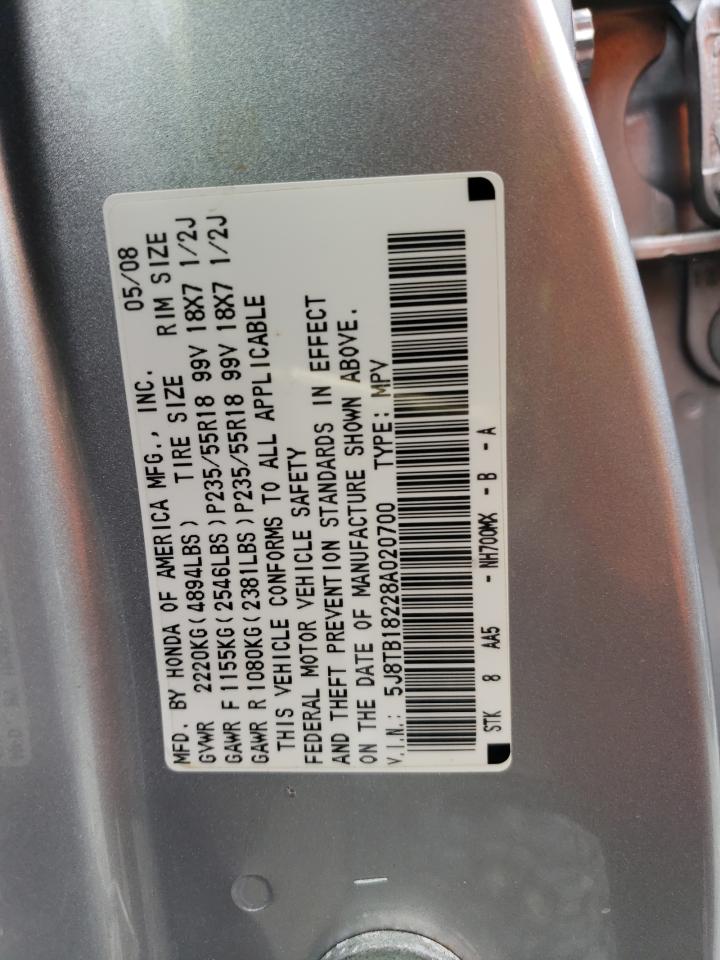 MFD. BY HONDA OF AMERICA MFG., INC. 05/08
GVWR 2220KG(4894LBS) TIRE SIZE RIM SIZE
GAWR F 1155KG(2546LBS)P235/55R18 99V 18X7 1/2J
GAWR R 1080KG(2381LBS)P235/55R18 99V 18X7 1/2J
THIS VEHICLE CONFORMS TO ALL APPLICABLE
FEDERAL MOTOR VEHICLE SAFETY
AND THEFT PREVENTION STANDARDS IN EFFECT
ON THE DATE OF MANUFACTURE SHOWN ABOVE.
V.I.N.: 5J8TB18228A020700 TYPE: MPV
STK 8 AA5 - NH700MX - B - A